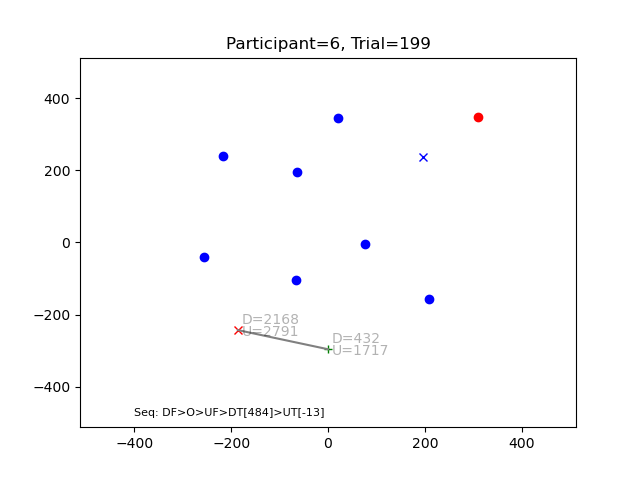 Participant=6, Trial=199
400
200
0
−200
−400
D=2168
U=2791
D=432
U=1717
Seq: DF>O>UF>DT[484]>UT[-13]
−400 −200 0 200 400